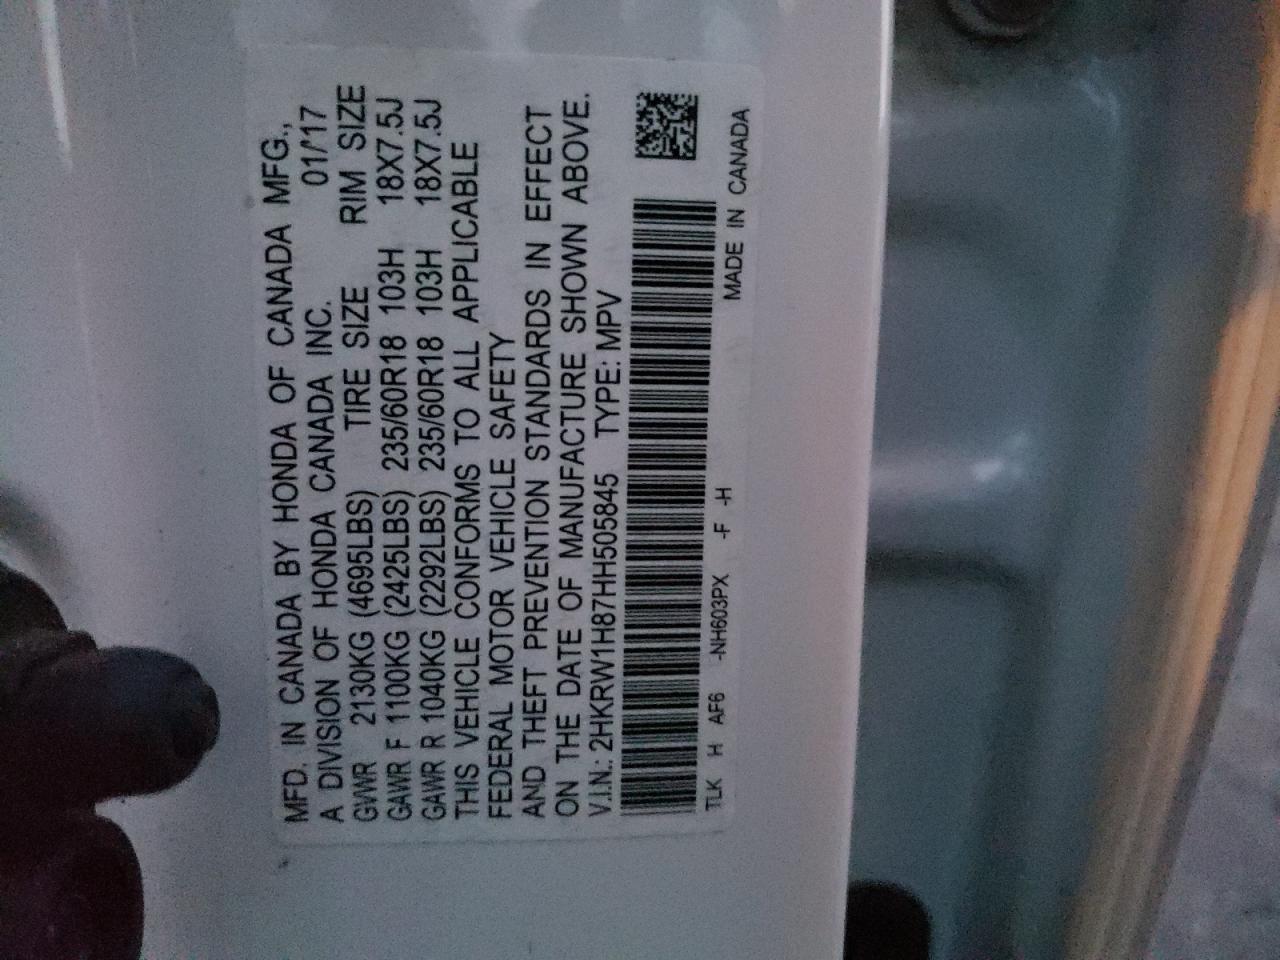 MFD. IN CANADA BY HONDA OF CANADA MFG.,
A DIVISION OF HONDA CANADA INC. 01/'17
GVWR 2130KG (4695LBS) TIRE SIZE RIM SIZE
GAWR F 1100KG (2425LBS) 235/60R18 103H 18X7.5J
GAWR R 1040KG (2292LBS) 235/60R18 103H 18X7.5J
THIS VEHICLE CONFORMS TO ALL APPLICABLE
FEDERAL MOTOR VEHICLE SAFETY
AND THEFT PREVENTION STANDARDS IN EFFECT
ON THE DATE OF MANUFACTURE SHOWN ABOVE.
V.I.N.: 2HKRW1H87HH505845 TYPE: MPV
TLK H AF6 -NH603PX -F -H MADE IN CANADA